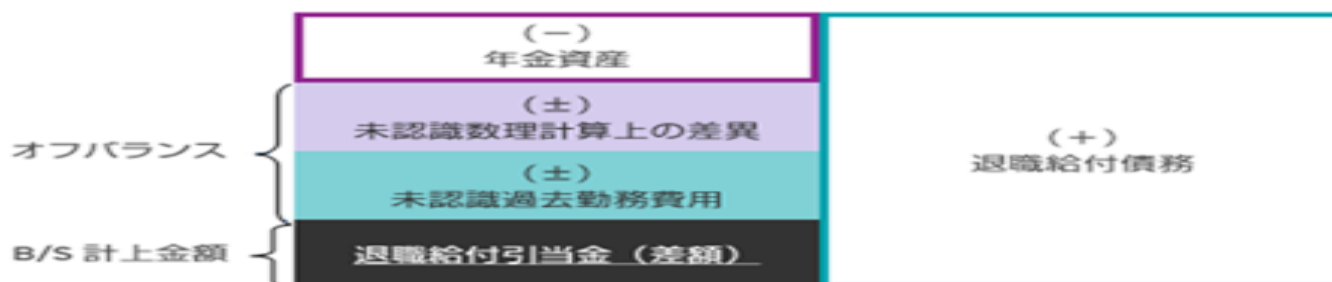 (－)
年金資産
(±)
未認識数理計算上の差異
オフバランス
(±)
未認識過去勤務費用
B/S 計上金額
退職給付引当金（差額）
(＋)
退職給付債務